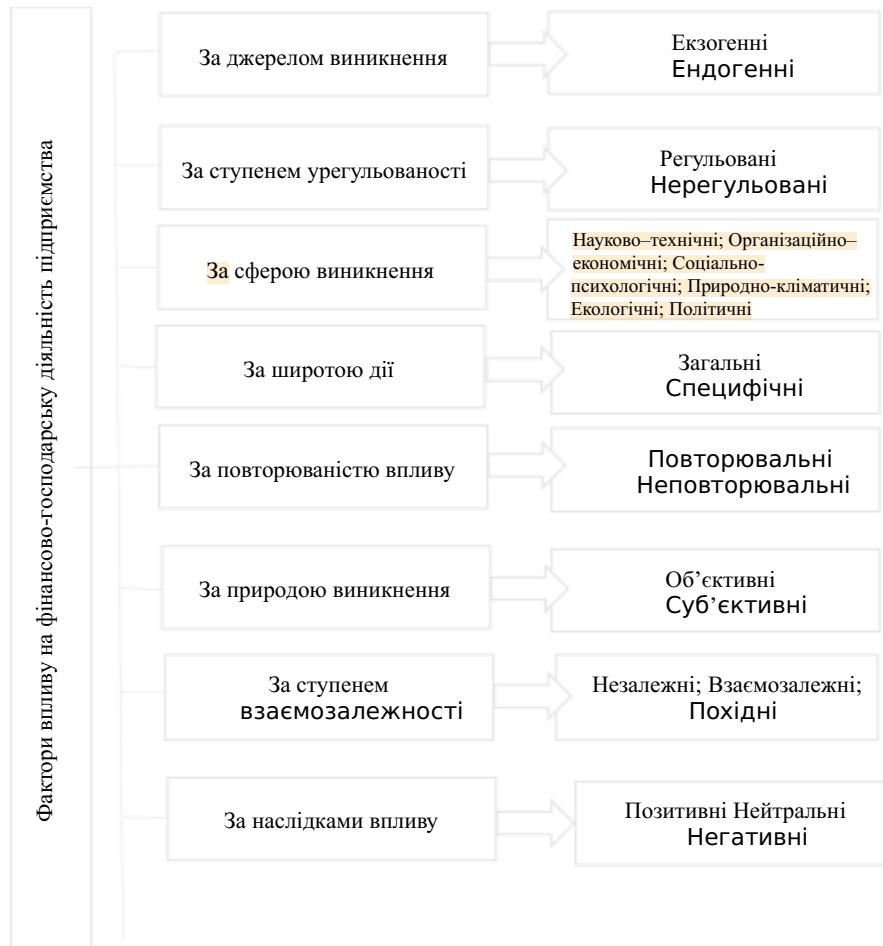 Фактори впливу на фінансово-господарську діяльність підприємства
За джерелом виникнення
Екзогенні
Ендогенні
За ступенем урегульованості
Регульовані
Нерегульовані
За сферою виникнення
Науково–технічні; Організаційно–
економічні; Соціально-
психологічні; Природно-кліматичні;
Екологічні; Політичні
За широтою дії
Загальні
Специфічні
За повторюваністю впливу
Повторювальні
Неповторювальні
За природою виникнення
Об’єктивні
Суб’єктивні
За ступенем
взаємозалежності
Незалежні; Взаємозалежні;
Похідні
За наслідками впливу
Позитивні Нейтральні
Негативні